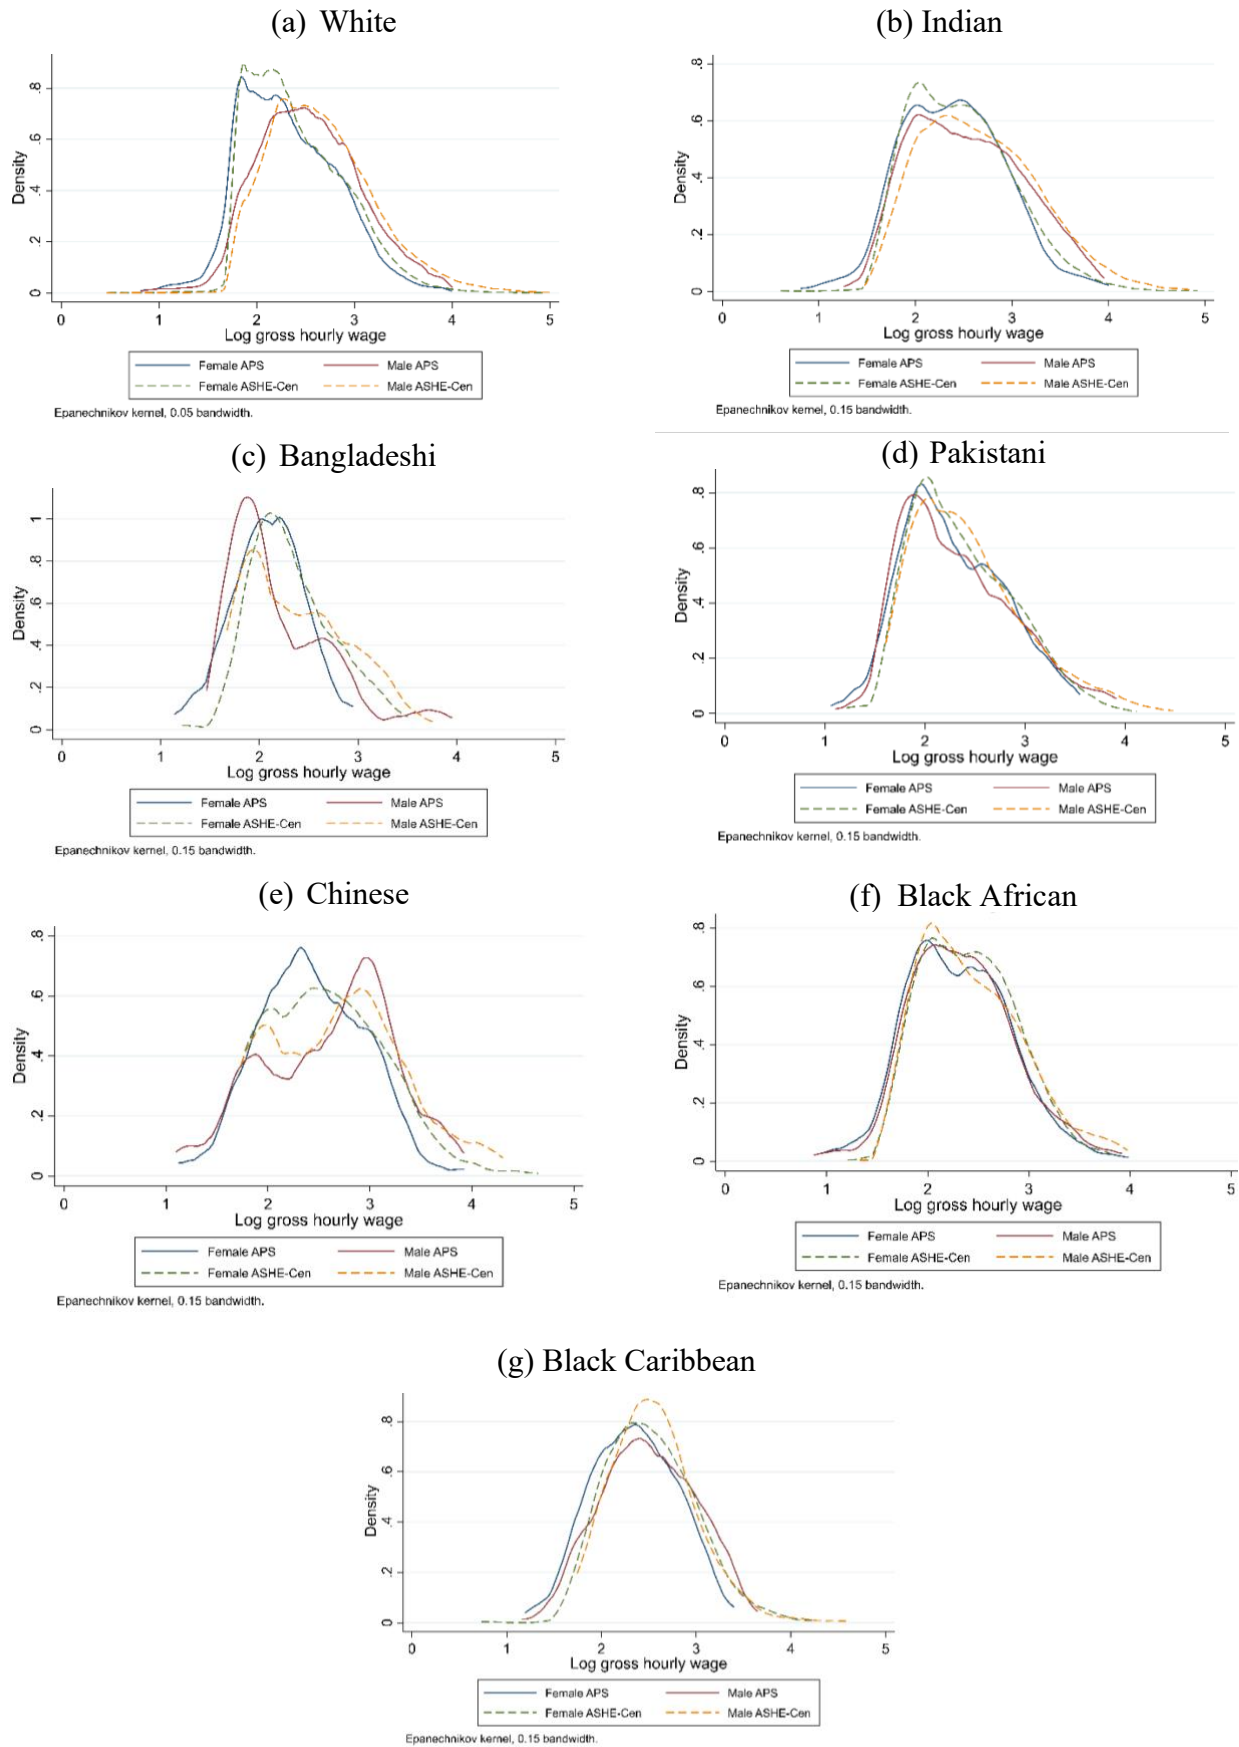 (a) White
Density
0 .2 .4 .6 .8
0 1 2 3 4 5
Log gross hourly wage
Female APS Male APS
Female ASHE-Cen Male ASHE-Cen
Epanechnikov kernel, 0.05 bandwidth.
(b) Indian
Density
0 .2 .4 .6 .8
0 1 2 3 4 5
Log gross hourly wage
Female APS Male APS
Female ASHE-Cen Male ASHE-Cen
Epanechnikov kernel, 0.15 bandwidth.
(c) Bangladeshi
Density
0 .2 .4 .6 .8 1
0 1 2 3 4 5
Log gross hourly wage
Female APS Male APS
Female ASHE-Cen Male ASHE-Cen
Epanechnikov kernel, 0.15 bandwidth.
(d) Pakistani
Density
0 .2 .4 .6 .8
0 1 2 3 4 5
Log gross hourly wage
Female APS Male APS
Female ASHE-Cen Male ASHE-Cen
Epanechnikov kernel, 0.15 bandwidth.
(e) Chinese
Density
0 .2 .4 .6 .8
0 1 2 3 4 5
Log gross hourly wage
Female APS Male APS
Female ASHE-Cen Male ASHE-Cen
Epanechnikov kernel, 0.15 bandwidth.
(f) Black African
Density
0 .2 .4 .6 .8
0 1 2 3 4 5
Log gross hourly wage
Female APS Male APS
Female ASHE-Cen Male ASHE-Cen
Epanechnikov kernel, 0.15 bandwidth.
(g) Black Caribbean
Density
0 .2 .4 .6 .8
0 1 2 3 4 5
Log gross hourly wage
Female APS Male APS
Female ASHE-Cen Male ASHE-Cen
Epanechnikov kernel, 0.15 bandwidth.